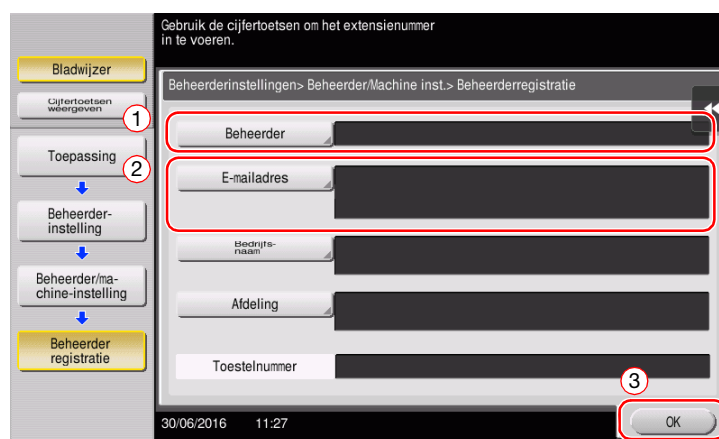 Gebruik de cijfertoetsen om het extensienummer
in te voeren.
Bladwijzer
Cijfertoetsen
weergeven
Toepassing
Beheerder-
instelling
Beheerder/ma-
chine-instelling
Beheerder
registratie
Beheerderinstellingen> Beheerder/Machine inst.> Beheerderregistratie
1
Beheerder
2
E-mailadres
Bedrijfs-
naam
Afdeling
Toestelnummer
3
30/06/2016 11:27
OK